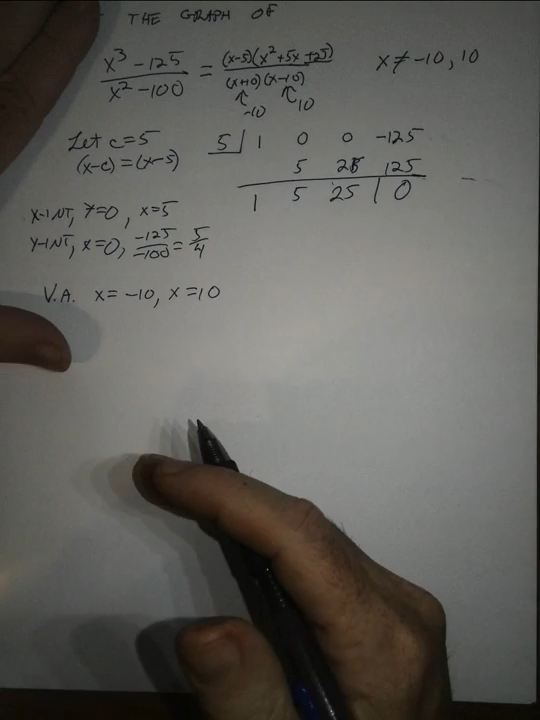 THE GRAPH OF
x³ - 125 / x² - 100 = (x-5)(x²+5x+25) / (x+10)(x-10) x ≠ -10, 10
-10 10
Let c = 5
(x-c) = (x-5)
5 | 1 0 0 -125
5 25 125
1 5 25 | 0
X-INT, y=0, x=5
Y-INT, x=0, -125/-100 = 5/4
V.A. x = -10, x = 10